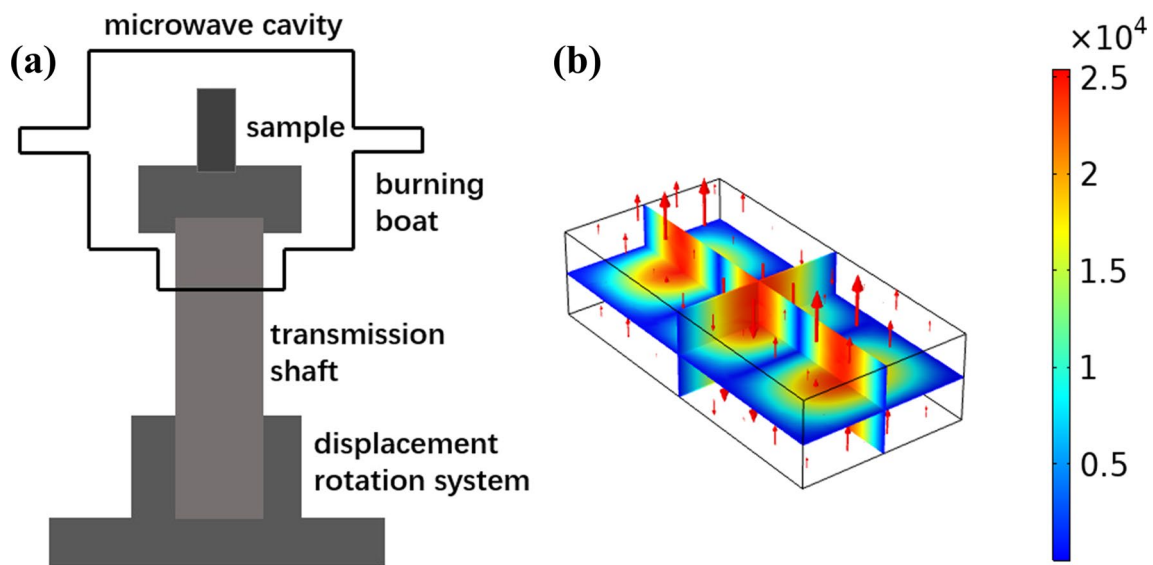 microwave cavity
(a)
sample
burning
boat
transmission
shaft
displacement
rotation system
(b)
×10⁴
2.5
2
1.5
1
0.5